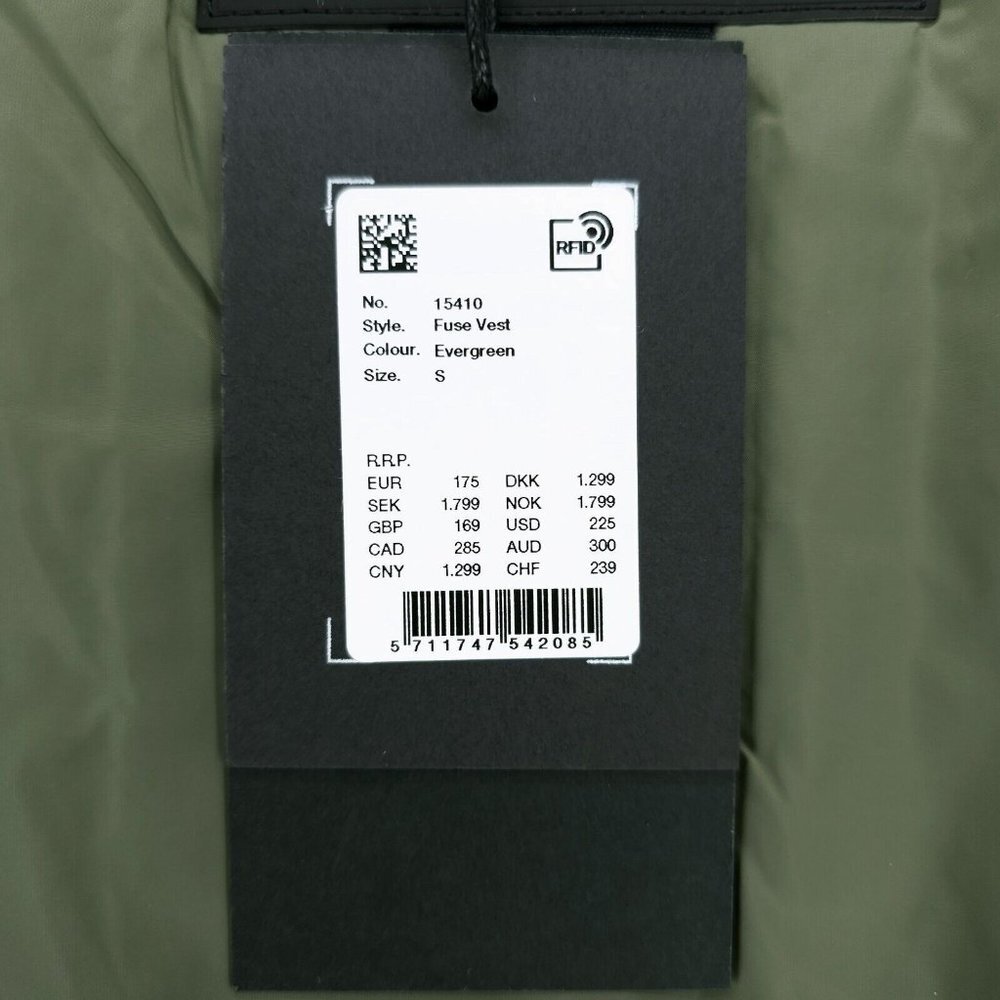 RFID
No. 15410
Style. Fuse Vest
Colour. Evergreen
Size. S
R.R.P.
EUR 175 DKK 1.299
SEK 1.799 NOK 1.799
GBP 169 USD 225
CAD 285 AUD 300
CNY 1.299 CHF 239
5 711747 542085